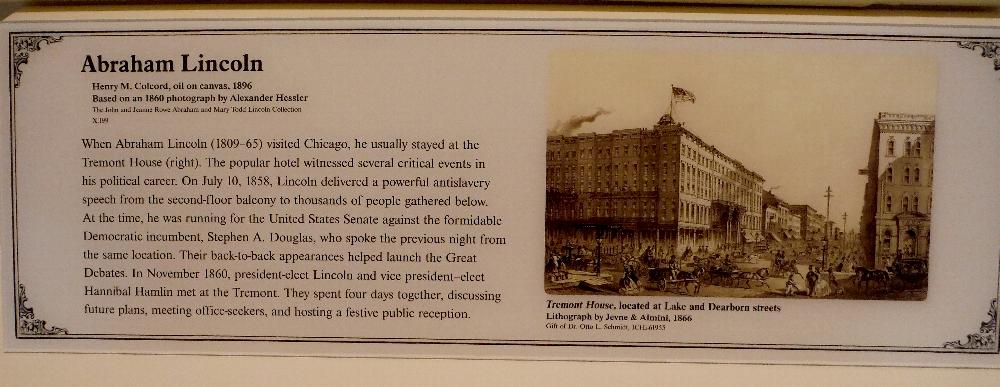 Abraham Lincoln
Henry M. Colcord, oil on canvas, 1896
Based on an 1860 photograph by Alexander Hessler
The John and Jeanne Rowe Abraham and Mary Todd Lincoln Collection
X.199
When Abraham Lincoln (1809–65) visited Chicago, he usually stayed at the
Tremont House (right). The popular hotel witnessed several critical events in
his political career. On July 10, 1858, Lincoln delivered a powerful antislavery
speech from the second-floor balcony to thousands of people gathered below.
At the time, he was running for the United States Senate against the formidable
Democratic incumbent, Stephen A. Douglas, who spoke the previous night from
the same location. Their back-to-back appearances helped launch the Great
Debates. In November 1860, president-elect Lincoln and vice president–elect
Hannibal Hamlin met at the Tremont. They spent four days together, discussing
future plans, meeting office-seekers, and hosting a festive public reception.
Tremont House, located at Lake and Dearborn streets
Lithograph by Jevne & Almini, 1866
Gift of Dr. Otto L. Schmidt, ICHi-61955